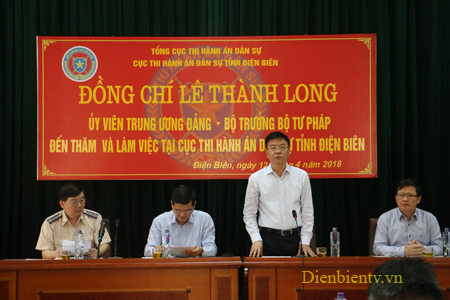 TỔNG CỤC THI HÀNH ÁN DÂN SỰ
CỤC THI HÀNH ÁN DÂN SỰ TỈNH ĐIỆN BIÊN
ĐỒNG CHÍ LÊ THÀNH LONG
ỦY VIÊN TRUNG ƯƠNG ĐẢNG - BỘ TRƯỞNG BỘ TƯ PHÁP
ĐẾN THĂM VÀ LÀM VIỆC TẠI CỤC THI HÀNH ÁN TỈNH ĐIỆN BIÊN
Điện Biên, ngày 4 năm 2018
Dienbientv.vn